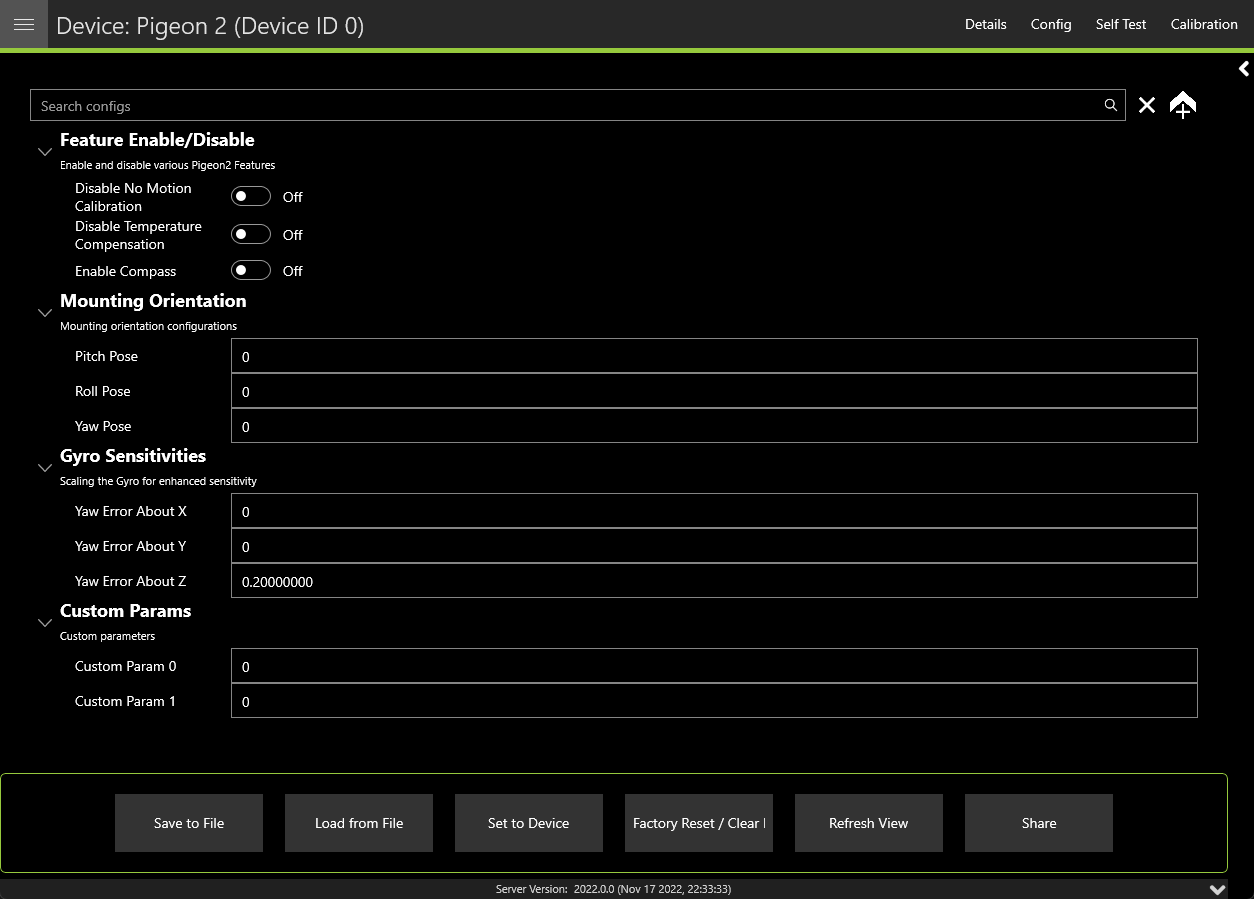 Device: Pigeon 2 (Device ID 0)
Details Config Self Test Calibration
Search configs
Feature Enable/Disable
Enable and disable various Pigeon2 Features
Disable No Motion
Calibration
Off
Disable Temperature
Compensation
Off
Enable Compass Off
Mounting Orientation
Mounting orientation configurations
Pitch Pose 0
Roll Pose 0
Yaw Pose 0
Gyro Sensitivities
Scaling the Gyro for enhanced sensitivity
Yaw Error About X 0
Yaw Error About Y 0
Yaw Error About Z 0.20000000
Custom Params
Custom parameters
Custom Param 0 0
Custom Param 1 0
Save to File Load from File Set to Device Factory Reset / Clear Refresh View Share
Server Version: 2022.0.0 (Nov 17 2022, 22:33:33)